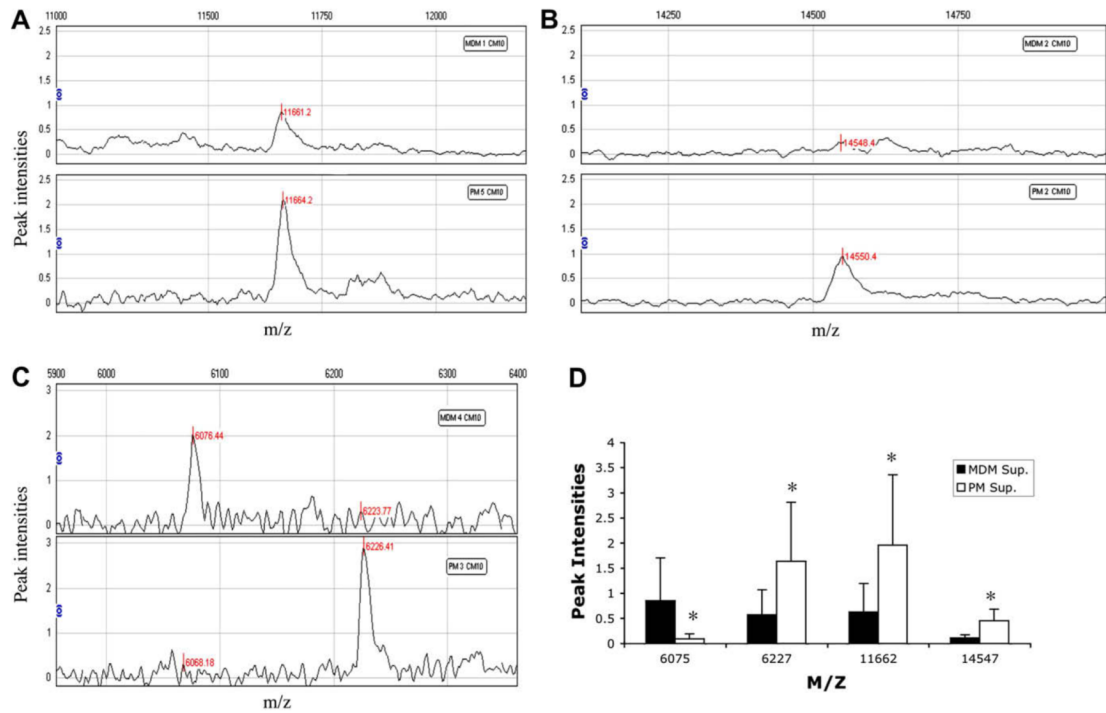 A
11000 11500 11750 12000
MDM 1 CM10
2.5
2
1.5
1
0.5
0
11661.2
PM 5 CM10
2.5
2
1.5
1
0.5
0
11664.2
Peak intensities
m/z
B
14250 14500 14750
MDM 2 CM10
2.5
2
1.5
1
0.5
0
14548.4
PM 2 CM10
2.5
2
1.5
1
0.5
0
14550.4
m/z
C
5900 6000 6100 6200 6300 6400
MDM 4 CM10
3
2
1
0
6076.44
6223.77
PM 3 CM10
3
2
1
0
6226.41
6068.18
Peak intensities
m/z
D
4
3.5
3
2.5
2
1.5
1
0.5
0
Peak Intensities
MDM Sup.
PM Sup.
* * * *
6075 6227 11662 14547
M/Z